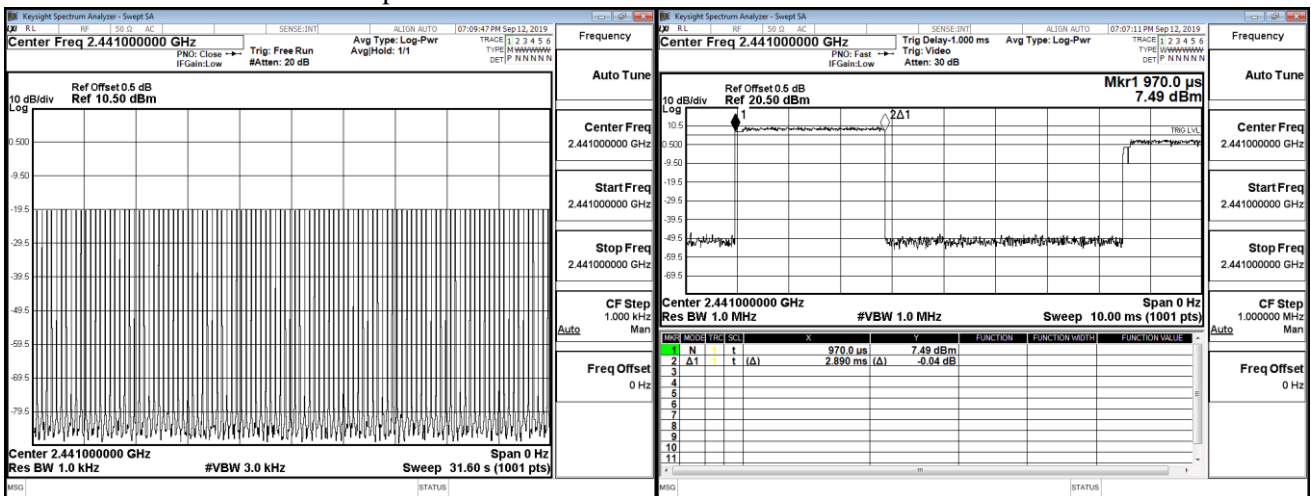 Keysight Spectrum Analyzer - Swept SA
LXI RL RF 50 Ω AC SENSE:INT ALIGN AUTO 07:09:47 PM Sep 12, 2019
Center Freq 2.441000000 GHz
PNO: Close
IFGain:Low
Trig: Free Run
#Atten: 20 dB
Avg Type: Log-Pwr
Avg|Hold: 1/1
TRACE 1 2 3 4 5 6
TYPE M WWWWW
DET P N N N N N
Ref Offset 0.5 dB
10 dB/div Ref 10.50 dBm
Log
0.500
-9.50
-19.5
-29.5
-39.5
-49.5
-59.5
-69.5
-79.5
Center 2.441000000 GHz Span 0 Hz
Res BW 1.0 kHz #VBW 3.0 kHz Sweep 31.60 s (1001 pts)
MSG STATUS
Frequency
Auto Tune
Center Freq
2.441000000 GHz
Start Freq
2.441000000 GHz
Stop Freq
2.441000000 GHz
CF Step
1.000 kHz
Auto Man
Freq Offset
0 Hz
Keysight Spectrum Analyzer - Swept SA
LXI RL RF 50 Ω AC SENSE:INT ALIGN AUTO 07:07:11 PM Sep 12, 2019
Center Freq 2.441000000 GHz
PNO: Fast
IFGain:Low
Trig Delay-1.000 ms
Trig: Video
Atten: 30 dB
Avg Type: Log-Pwr
TRACE 1 2 3 4 5 6
TYPE WWWWWW
DET P N N N N N
Mkr1 970.0 µs
7.49 dBm
Ref Offset 0.5 dB
10 dB/div Ref 20.50 dBm
Log
1
2Δ1
TRIG LVL
10.5
0.500
-9.50
-19.5
-29.5
-39.5
-49.5
-59.5
-69.5
Center 2.441000000 GHz Span 0 Hz
Res BW 1.0 MHz #VBW 1.0 MHz Sweep 10.00 ms (1001 pts)
MKR MODE TRC SCL X Y FUNCTION FUNCTION WIDTH FUNCTION VALUE
1 N 1 t 970.0 µs 7.49 dBm
2 Δ1 1 t (Δ) 2.890 ms (Δ) -0.04 dB
3
4
5
6
7
8
9
10
11
MSG STATUS
Frequency
Auto Tune
Center Freq
2.441000000 GHz
Start Freq
2.441000000 GHz
Stop Freq
2.441000000 GHz
CF Step
1.000000 MHz
Auto Man
Freq Offset
0 Hz